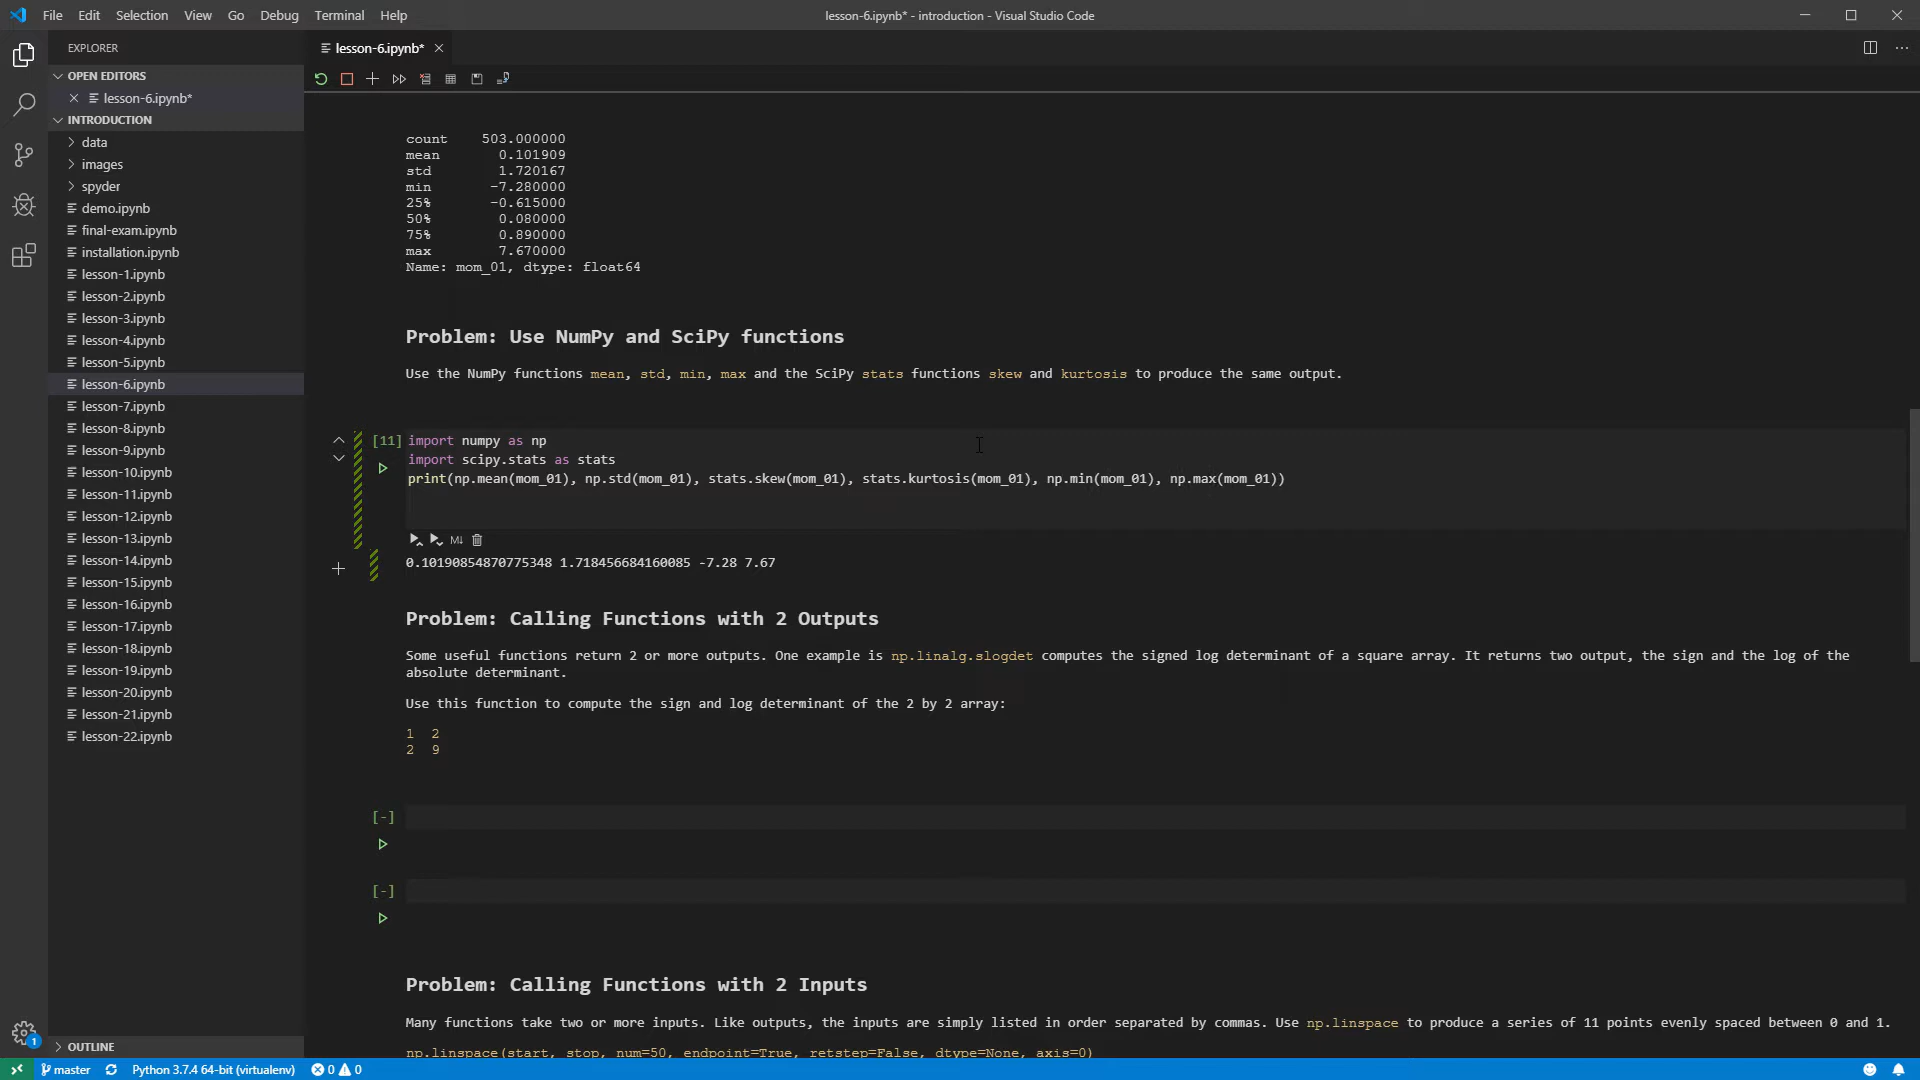 File Edit Selection View Go Debug Terminal Help
lesson-6.ipynb* - introduction - Visual Studio Code
EXPLORER
OPEN EDITORS
lesson-6.ipynb*
INTRODUCTION
data
images
spyder
demo.ipynb
final-exam.ipynb
installation.ipynb
lesson-1.ipynb
lesson-2.ipynb
lesson-3.ipynb
lesson-4.ipynb
lesson-5.ipynb
lesson-6.ipynb
lesson-7.ipynb
lesson-8.ipynb
lesson-9.ipynb
lesson-10.ipynb
lesson-11.ipynb
lesson-12.ipynb
lesson-13.ipynb
lesson-14.ipynb
lesson-15.ipynb
lesson-16.ipynb
lesson-17.ipynb
lesson-18.ipynb
lesson-19.ipynb
lesson-20.ipynb
lesson-21.ipynb
lesson-22.ipynb
OUTLINE
lesson-6.ipynb*
count 503.000000
mean 0.101909
std 1.720167
min -7.280000
25% -0.615000
50% 0.080000
75% 0.890000
max 7.670000
Name: mom_01, dtype: float64
Problem: Use NumPy and SciPy functions
Use the NumPy functions mean, std, min, max and the SciPy stats functions skew and kurtosis to produce the same output.
[11] import numpy as np
import scipy.stats as stats
print(np.mean(mom_01), np.std(mom_01), stats.skew(mom_01), stats.kurtosis(mom_01), np.min(mom_01), np.max(mom_01))
M↓
0.10190854870775348 1.718456684160085 -7.28 7.67
Problem: Calling Functions with 2 Outputs
Some useful functions return 2 or more outputs. One example is np.linalg.slogdet computes the signed log determinant of a square array. It returns two output, the sign and the log of the
absolute determinant.
Use this function to compute the sign and log determinant of the 2 by 2 array:
1 2
2 9
[-]
[-]
Problem: Calling Functions with 2 Inputs
Many functions take two or more inputs. Like outputs, the inputs are simply listed in order separated by commas. Use np.linspace to produce a series of 11 points evenly spaced between 0 and 1.
np.linspace(start, stop, num=50, endpoint=True, retstep=False, dtype=None, axis=0)
1
master Python 3.7.4 64-bit (virtualenv) 0 0